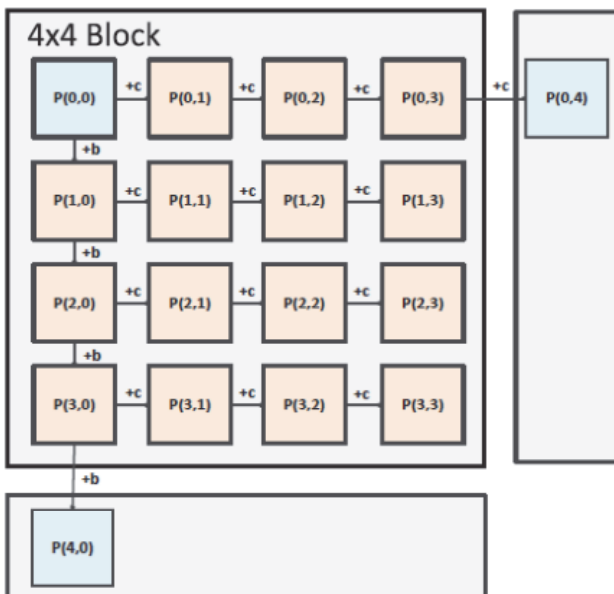 4x4 Block
P(0,0) +c P(0,1) +c P(0,2) +c P(0,3) +c P(0,4)
+b
P(1,0) +c P(1,1) +c P(1,2) +c P(1,3)
+b
P(2,0) +c P(2,1) +c P(2,2) +c P(2,3)
+b
P(3,0) +c P(3,1) +c P(3,2) +c P(3,3)
+b
P(4,0)